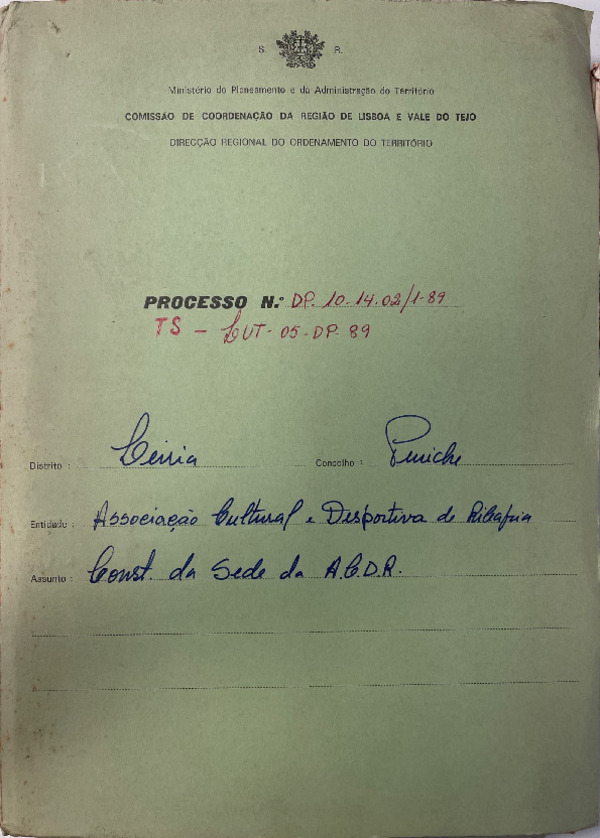 S. R.
Ministério do Planeamento e da Administração do Território
COMISSÃO DE COORDENAÇÃO DA REGIÃO DE LISBOA E VALE DO TEJO
DIRECÇÃO REGIONAL DO ORDENAMENTO DO TERRITÓRIO
PROCESSO N.º DP. 10.14.02/1-89
TS - LUT-05-DP-89
Distrito: Leiria Conselho: Peniche
Entidade: Associação Cultural e Desportiva de Ribafria
Assunto: Const. da Sede da A.C.D.R.